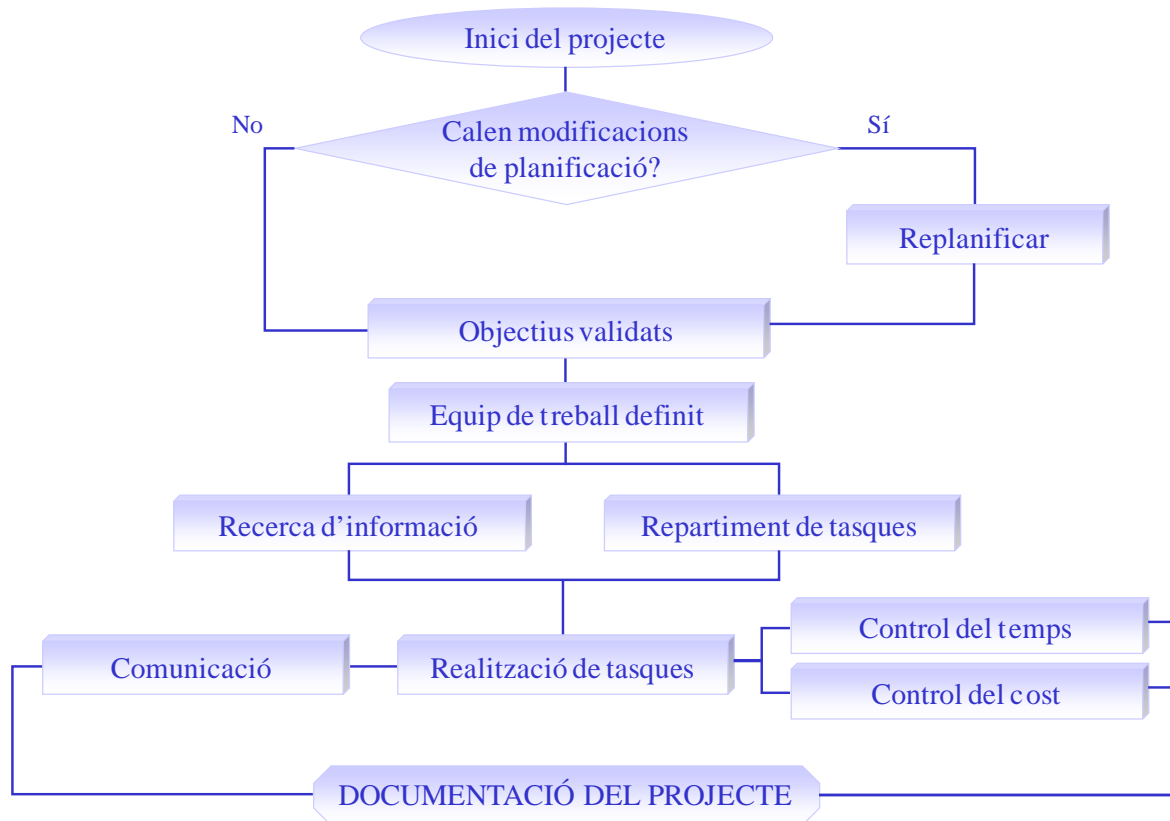 Inici del projecte
No
Calen modificacions
de planificació?
Sí
Replanificar
Objectius validats
Equip de treball definit
Recerca d’informació
Repartiment de tasques
Control del temps
Comunicació
Realització de tasques
Control del cost
DOCUMENTACIÓ DEL PROJECTE